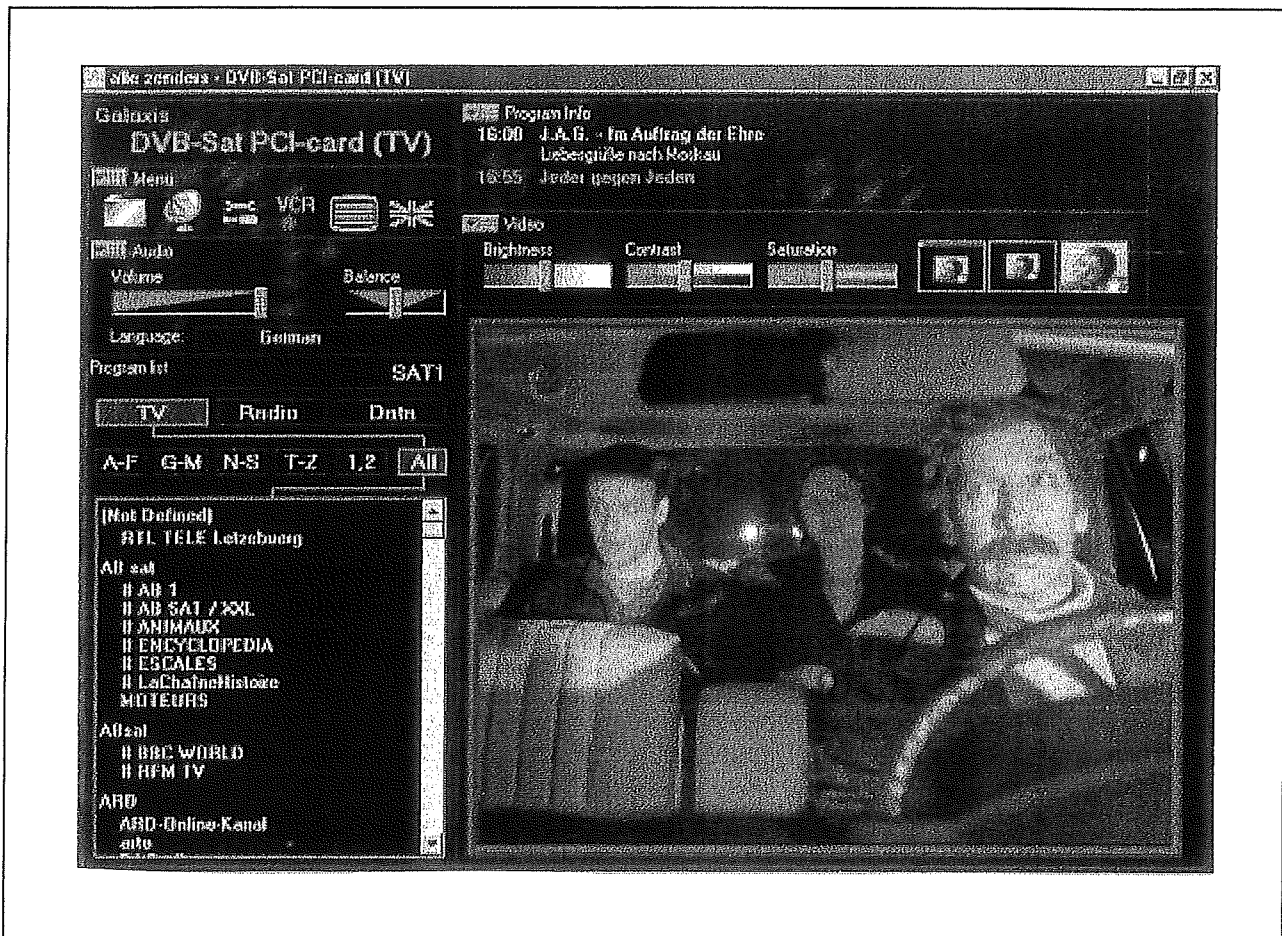 alle zenders - DVB-Sat PCI-card (TV)
Galaxis
DVB-Sat PCI-card (TV)
Menu
VCR
Audio
Volume
Balance
Language:
German
Program list
SAT1
TV
Radio
Data
A-F
G-M
N-S
T-Z
1,2
All
(Not Defined)
RTL TELE Letzebuerg
AB sat
# AB 1
# AB SAT / XXL
# ANIMAUX
# ENCYCLOPEDIA
# ESCALES
# LaChaîneHistoire
MOTEURS
ABsat
# BBC WORLD
# RFM TV
ARD
ARD-Online-Kanal
arte
Program Info
16:00 J.A.G. - Im Auftrag der Ehre
Liebesgrüße nach Moskau
16:55 Jeder gegen Jeden
Video
Brightness
Contrast
Saturation